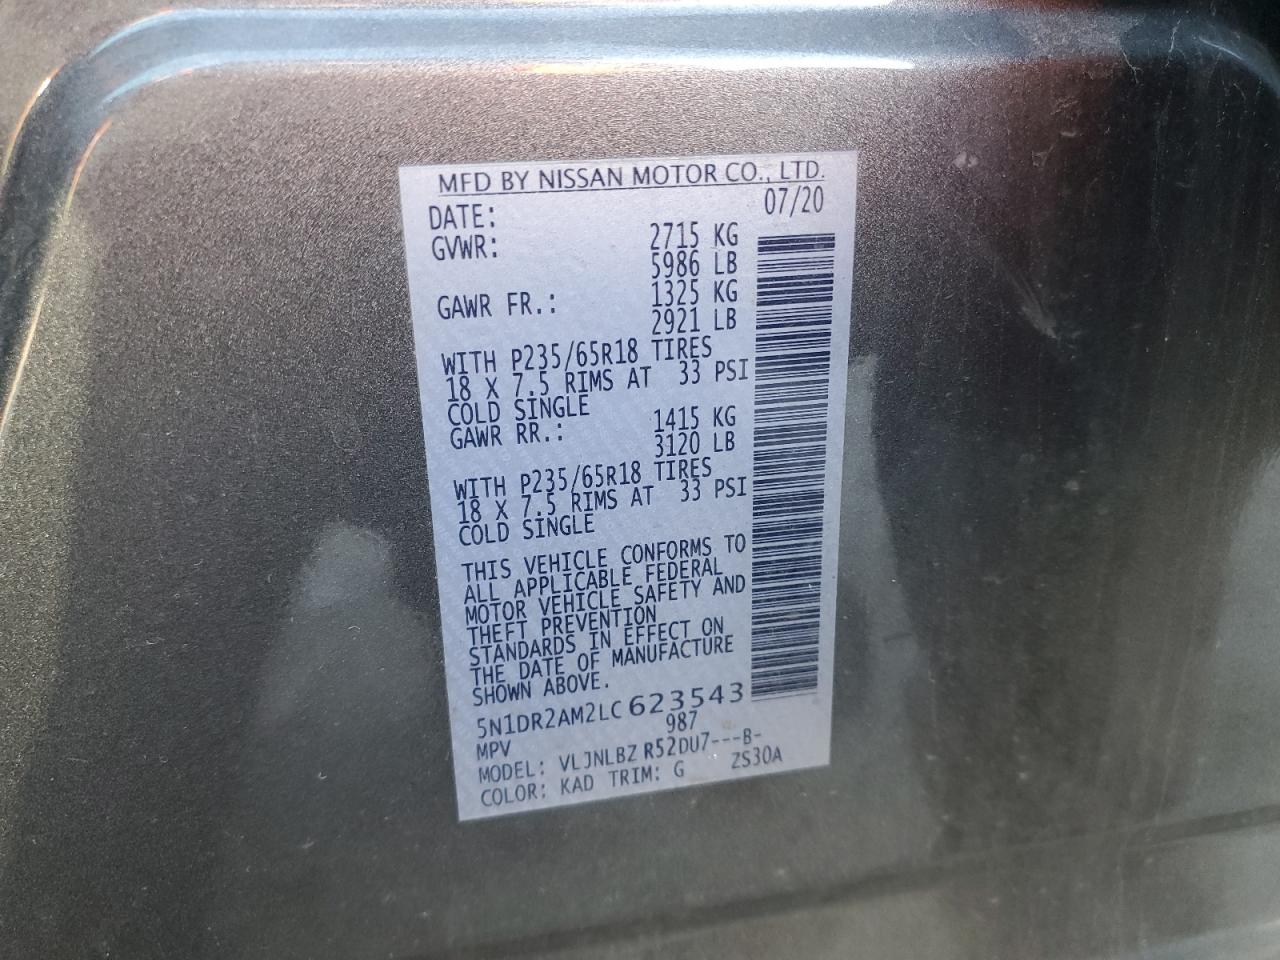 MFD BY NISSAN MOTOR CO., LTD.
DATE: 07/20
GVWR: 2715 KG
5986 LB
GAWR FR.: 1325 KG
2921 LB
WITH P235/65R18 TIRES
18 X 7.5 RIMS AT 33 PSI
COLD SINGLE
GAWR RR.: 1415 KG
3120 LB
WITH P235/65R18 TIRES
18 X 7.5 RIMS AT 33 PSI
COLD SINGLE
THIS VEHICLE CONFORMS TO
ALL APPLICABLE FEDERAL
MOTOR VEHICLE SAFETY AND
THEFT PREVENTION
STANDARDS IN EFFECT ON
THE DATE OF MANUFACTURE
SHOWN ABOVE.
5N1DR2AM2LC623543
MPV 987
MODEL: VLJNLBZ R52DU7---B-
COLOR: KAD TRIM: G ZS30A